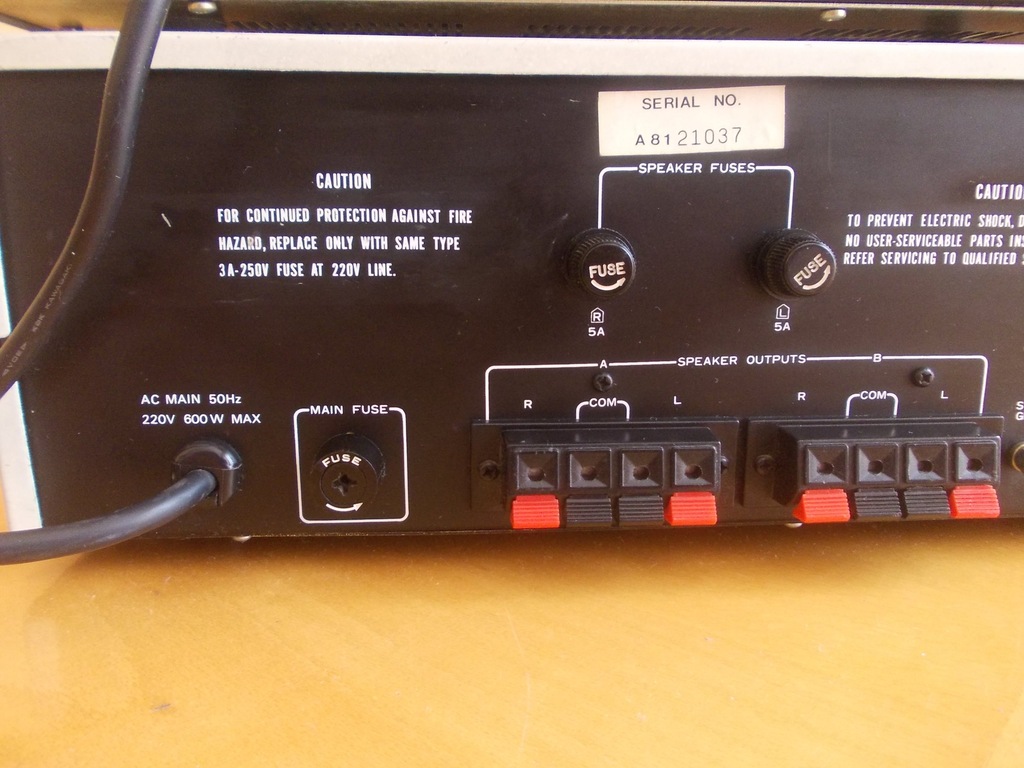 SERIAL NO.
A8121037
SPEAKER FUSES
CAUTION
FOR CONTINUED PROTECTION AGAINST FIRE
HAZARD, REPLACE ONLY WITH SAME TYPE
3A-250V FUSE AT 220V LINE.
TO PREVENT ELECTRIC SHOCK,
NO USER-SERVICEABLE PARTS
REFER SERVICING TO QUALIFIED
FUSE
FUSE
R
5A
L
5A
A SPEAKER OUTPUTS B
R COM L
R COM L
AC MAIN 50Hz
220V 600W MAX
MAIN FUSE
FUSE